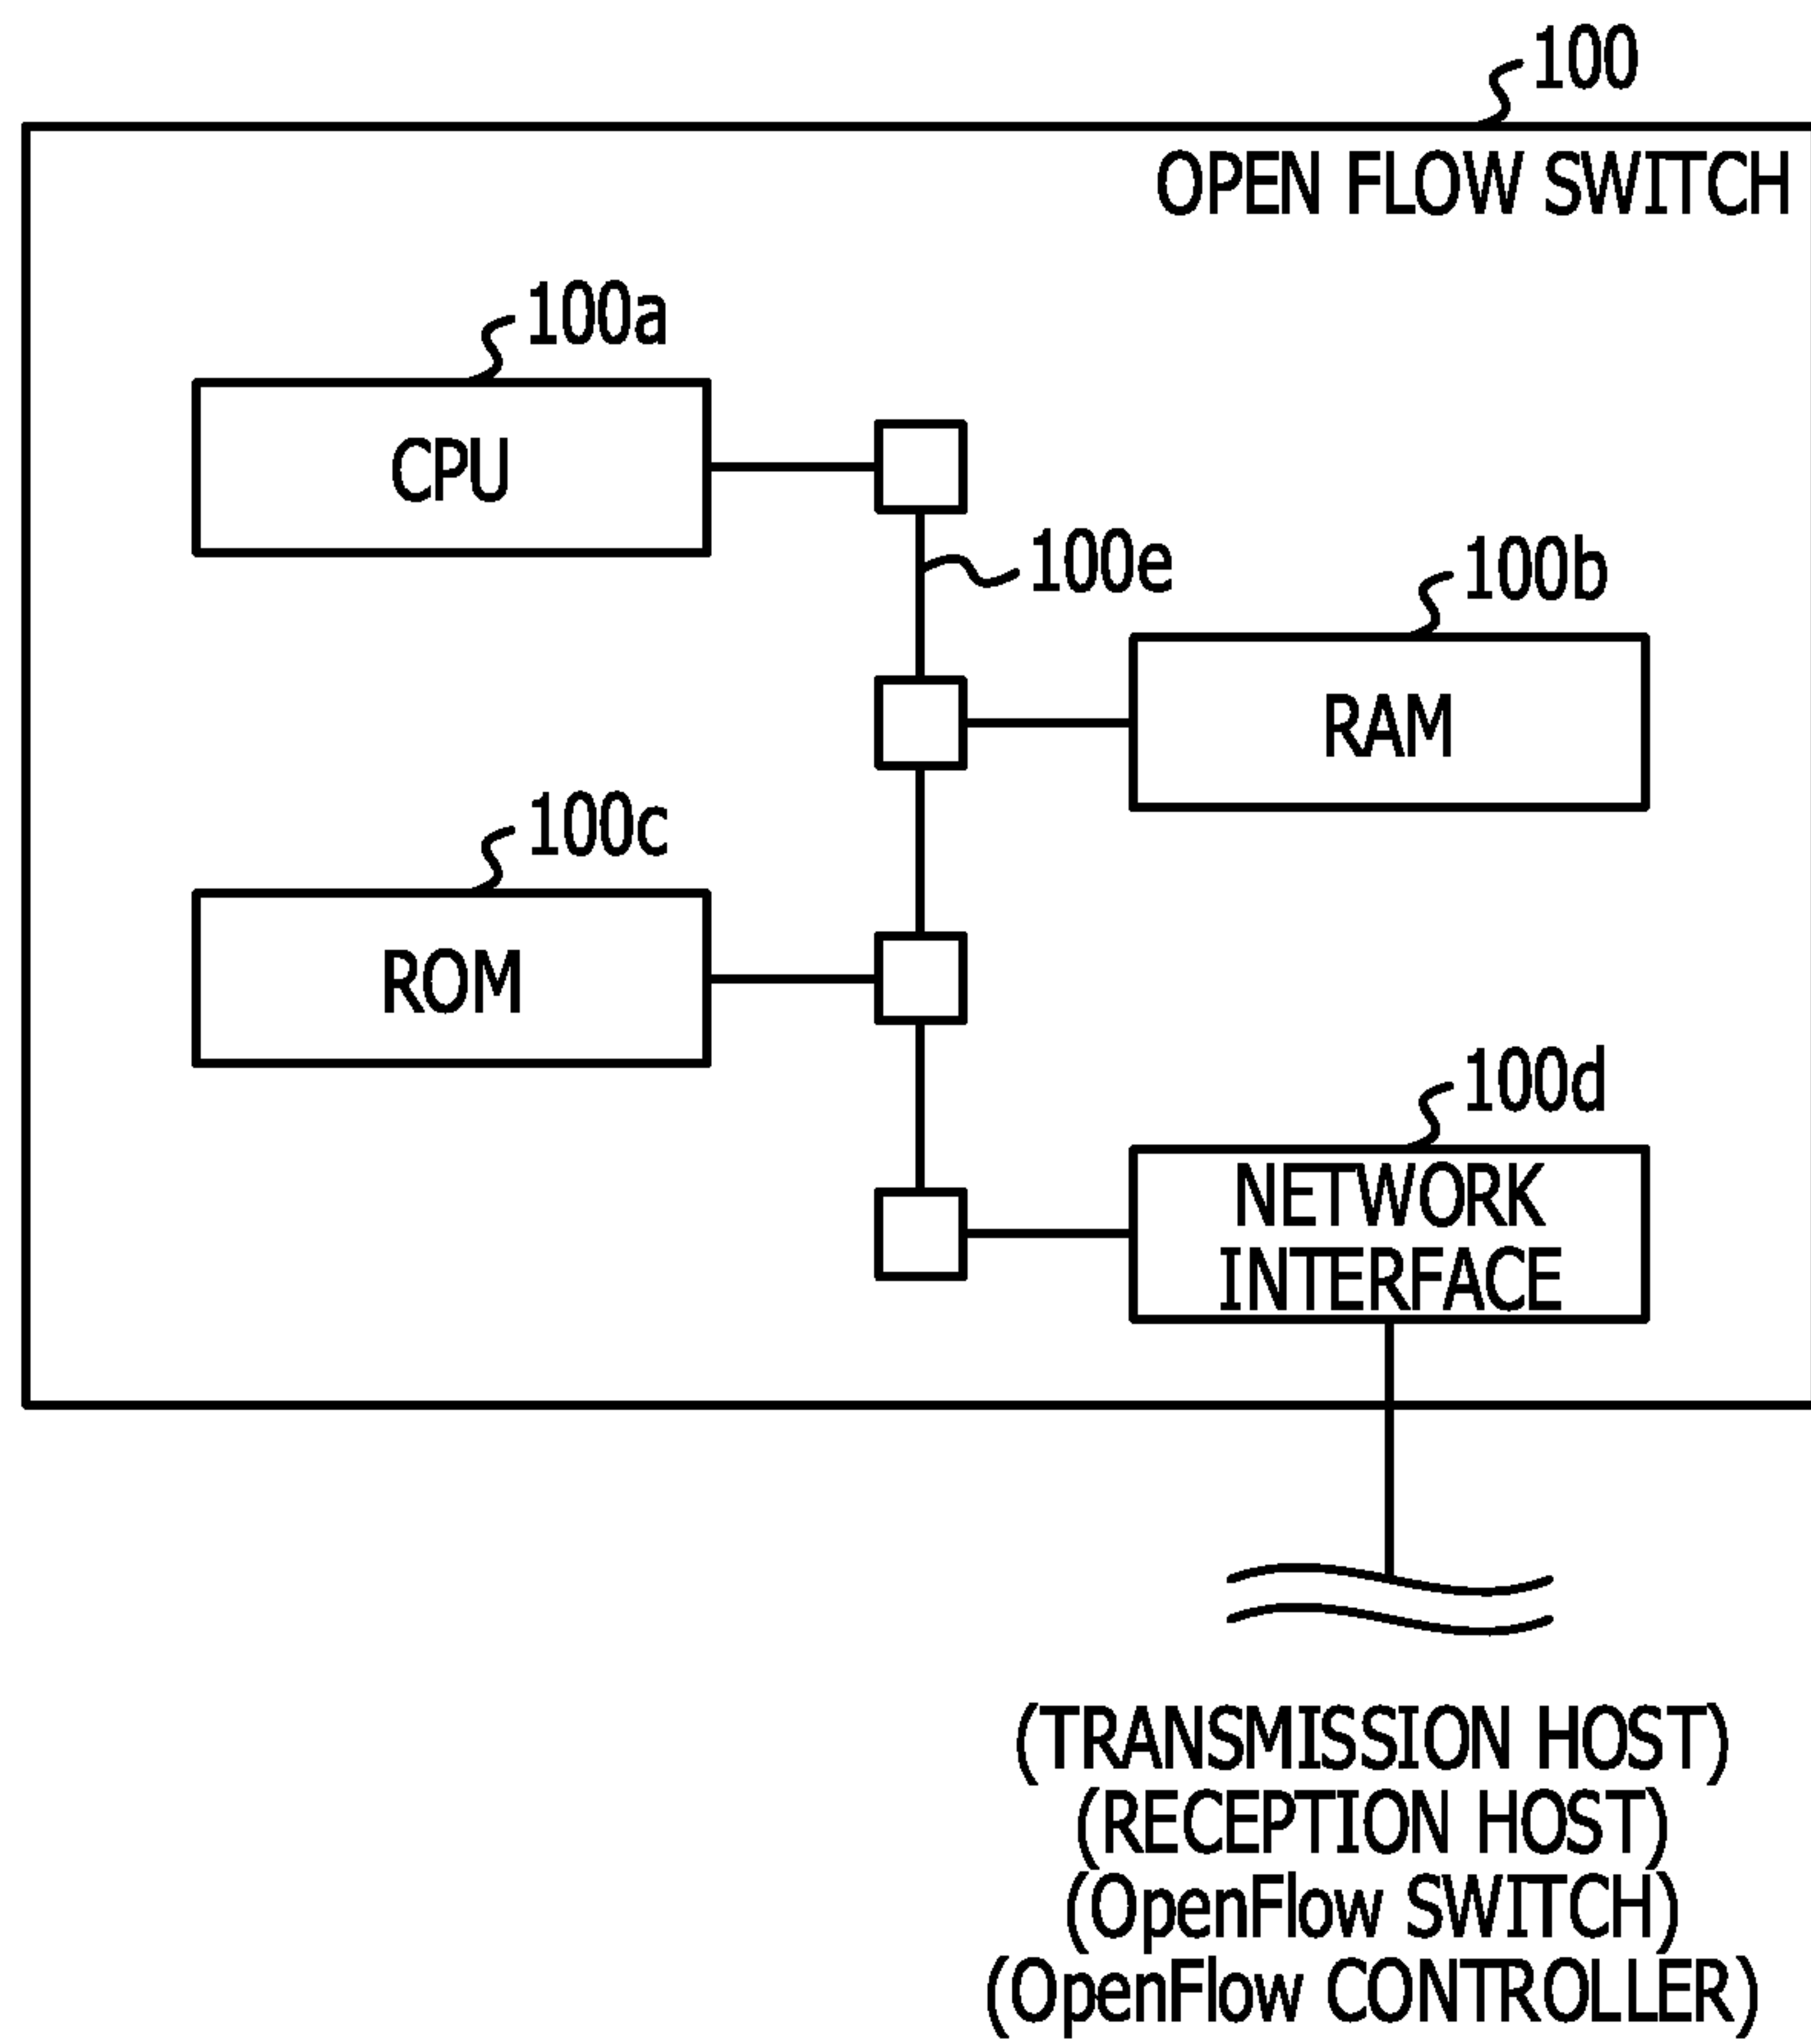 100
OPEN FLOW SWITCH
100a
CPU
100e
100b
RAM
100c
ROM
100d
NETWORK
INTERFACE
(TRANSMISSION HOST)
(RECEPTION HOST)
(OpenFlow SWITCH)
(OpenFlow CONTROLLER)